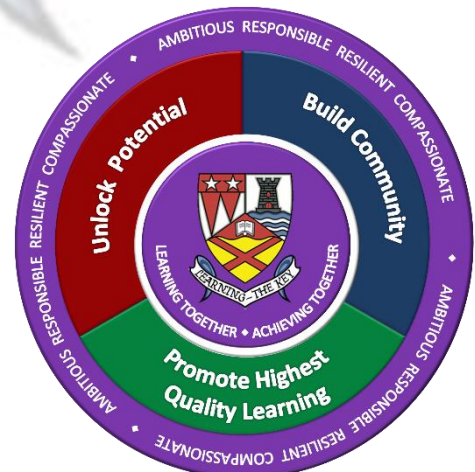 AMBITIOUS RESPONSIBLE RESILIENT COMPASSIONATE
AMBITIOUS RESPONSIBLE RESILIENT COMPASSIONATE
AMBITIOUS RESPONSIBLE RESILIENT COMPASSIONATE
Unlock Potential
Build Community
Promote Highest
Quality Learning
LEARNING TOGETHER ACHIEVING TOGETHER
LEARNING-THE KEY